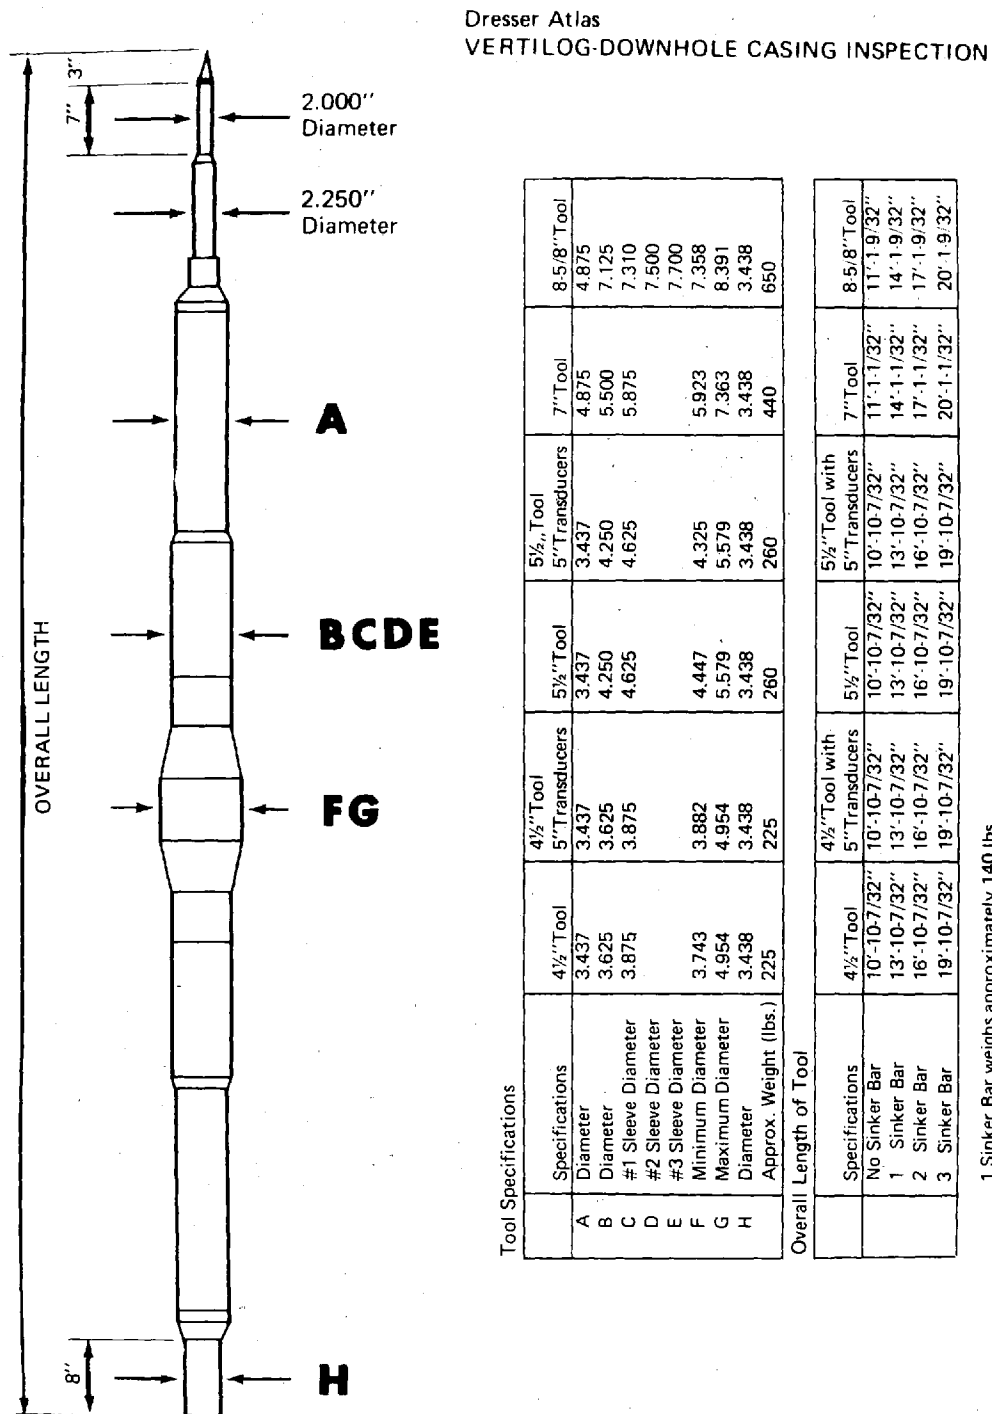 Dresser Atlas
VERTILOG-DOWNHOLE CASING INSPECTION
3''
7''
2.000''
Diameter
2.250''
Diameter
A
OVERALL LENGTH
BCDE
FG
8''
H
Tool Specifications
Specifications 4½''Tool 4½''Tool 5''Transducers 5½''Tool 5½,,Tool 5''Transducers 7''Tool 8-5/8''Tool
A Diameter 3.437 3.437 3.437 3.437 4.875 4.875
B Diameter 3.625 3.625 4.250 4.250 5.500 7.125
C #1 Sleeve Diameter 3.875 3.875 4.625 4.625 5.875 7.310
D #2 Sleeve Diameter 7.500
E #3 Sleeve Diameter 7.700
F Minimum Diameter 3.743 3.882 4.447 4.325 5.923 7.358
G Maximum Diameter 4.954 4.954 5.579 5.579 7.363 8.391
H Diameter 3.438 3.438 3.438 3.438 3.438 3.438
Approx. Weight (lbs.) 225 225 260 260 440 650
Overall Length of Tool
Specifications 4½''Tool 4½''Tool with 5''Transducers 5½''Tool 5½''Tool with 5''Transducers 7''Tool 8-5/8''Tool
No Sinker Bar 10'-10-7/32'' 10'-10-7/32'' 10'-10-7/32'' 10'-10-7/32'' 11'-1-1/32'' 11'-1-9/32''
1 Sinker Bar 13'-10-7/32'' 13'-10-7/32'' 13'-10-7/32'' 13'-10-7/32'' 14'-1-1/32'' 14'-1-9/32''
2 Sinker Bar 16'-10-7/32'' 16'-10-7/32'' 16'-10-7/32'' 16'-10-7/32'' 17'-1-1/32'' 17'-1-9/32''
3 Sinker Bar 19'-10-7/32'' 19'-10-7/32'' 19'-10-7/32'' 19'-10-7/32'' 20'-1-1/32'' 20'-1-9/32''
1 Sinker Bar weighs approximately 140 lbs